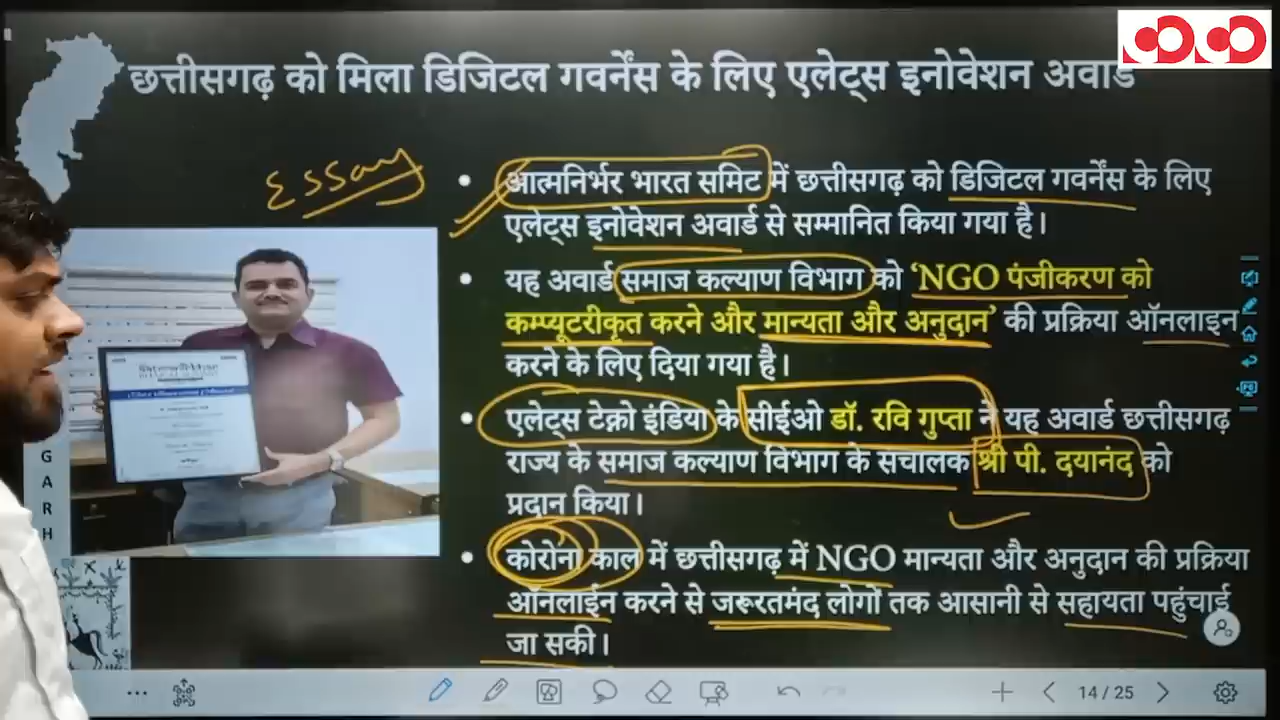 छत्तीसगढ़ को मिला डिजिटल गवर्नेंस के लिए एलेट्स इनोवेशन अवार्ड
Essay
• आत्मनिर्भर भारत समिट में छत्तीसगढ़ को डिजिटल गवर्नेंस के लिए
एलेट्स इनोवेशन अवार्ड से सम्मानित किया गया है।
• यह अवार्ड समाज कल्याण विभाग को ‘NGO पंजीकरण को
कम्प्यूटरीकृत करने और मान्यता और अनुदान’ की प्रक्रिया ऑनलाइन
करने के लिए दिया गया है।
• एलेट्स टेक्नो इंडिया के सीईओ डॉ. रवि गुप्ता ने यह अवार्ड छत्तीसगढ़
राज्य के समाज कल्याण विभाग के संचालक श्री पी. दयानंद को
प्रदान किया।
• कोरोना काल में छत्तीसगढ़ में NGO मान्यता और अनुदान की प्रक्रिया
ऑनलाईन करने से जरूरतमंद लोगों तक आसानी से सहायता पहुंचाई
जा सकी।
G
A
R
H
14 / 25